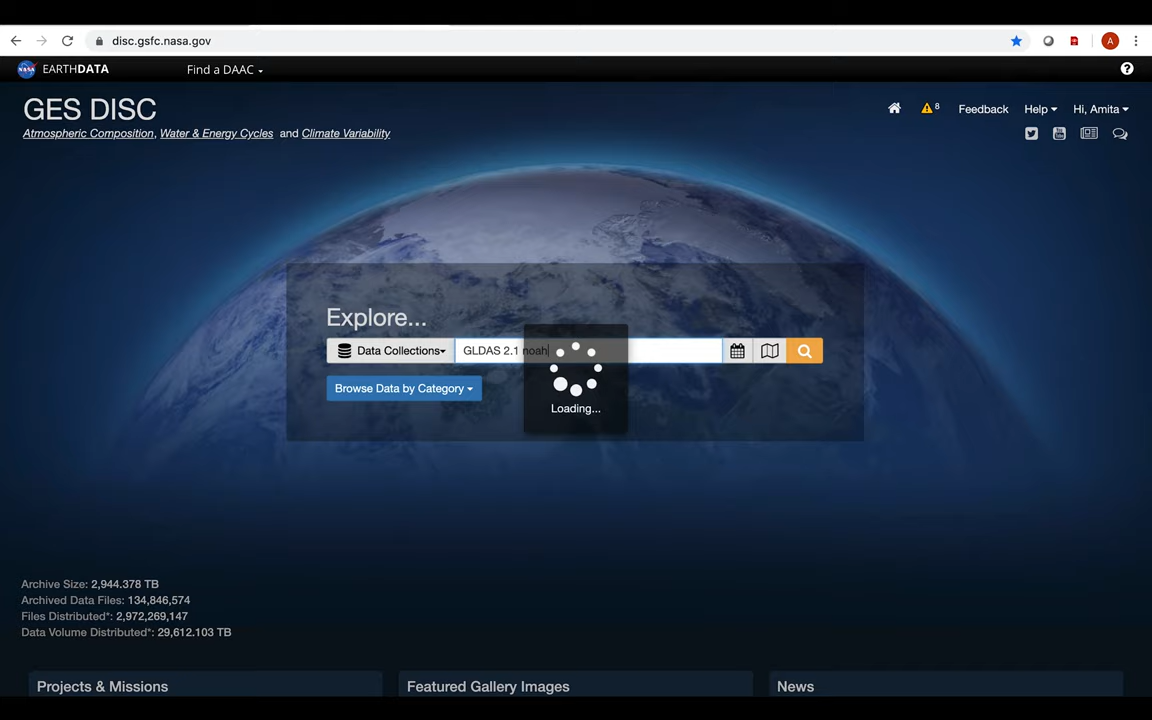 disc.gsfc.nasa.gov
A
NASA EARTHDATA
Find a DAAC
?
GES DISC
8
Feedback
Help
Hi, Amita
Atmospheric Composition, Water & Energy Cycles and Climate Variability
Explore...
Data Collections
GLDAS 2.1 noah
Browse Data by Category
Loading...
Archive Size: 2,944.378 TB
Archived Data Files: 134,846,574
Files Distributed*: 2,972,269,147
Data Volume Distributed*: 29,612.103 TB
Projects & Missions
Featured Gallery Images
News